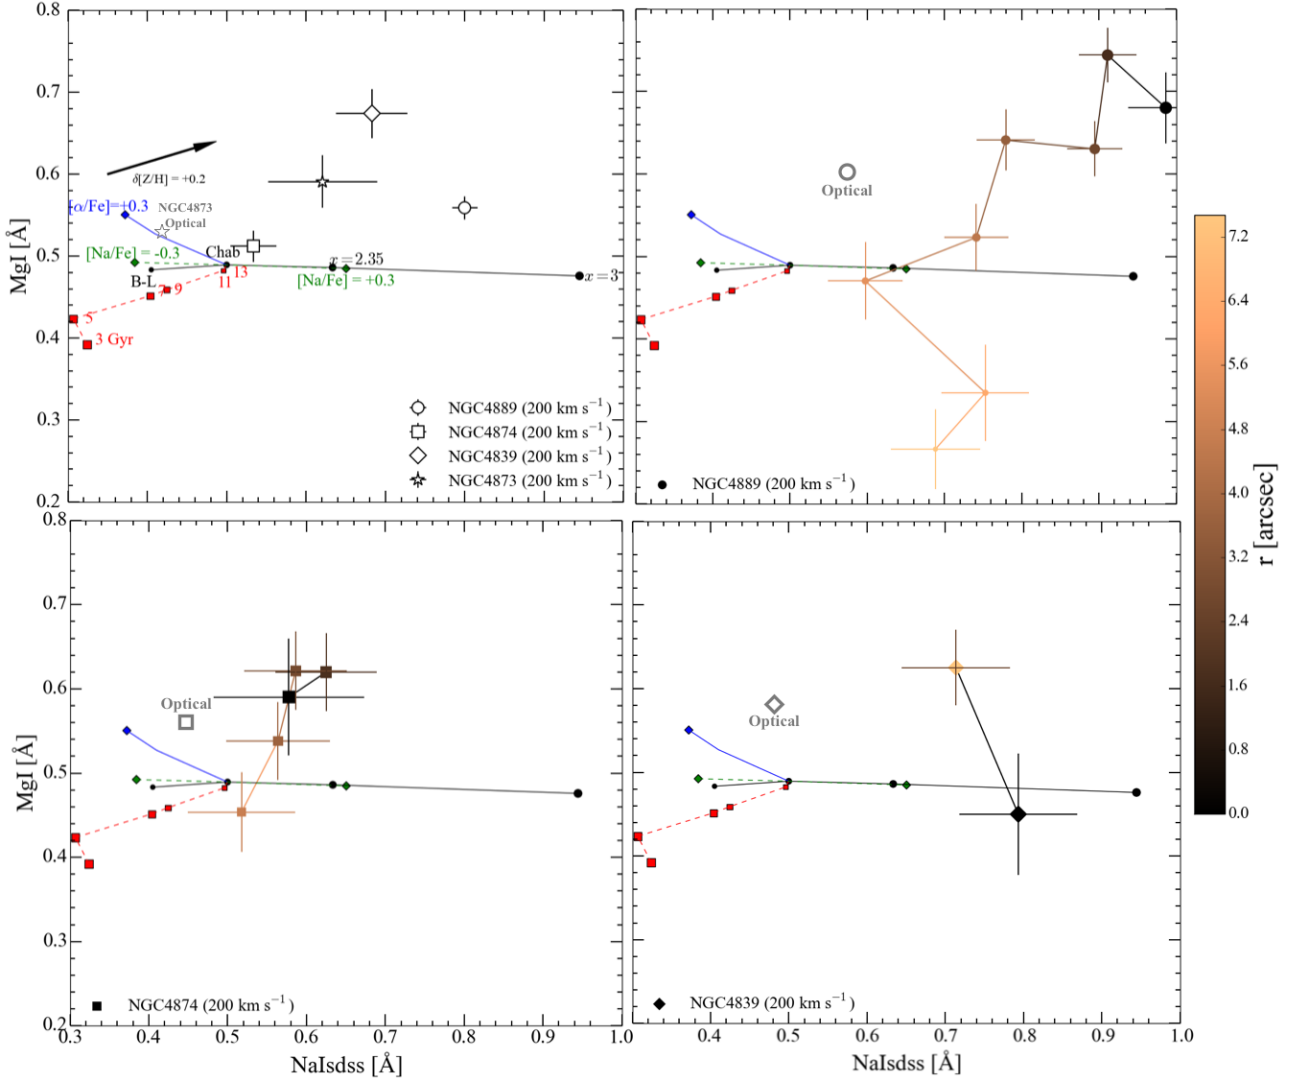 0.8
0.7
0.6
0.5
0.4
0.3
0.2
MgI [Å]
δ[Z/H] = +0.2
[α/Fe]=+0.3
NGC4873
Optical
[Na/Fe] = -0.3
Chab
x = 2.35
B-L
7
9
11
13
[Na/Fe] = +0.3
x = 3
5
3 Gyr
NGC4889 (200 km s⁻¹)
NGC4874 (200 km s⁻¹)
NGC4839 (200 km s⁻¹)
NGC4873 (200 km s⁻¹)
Optical
NGC4889 (200 km s⁻¹)
7.2
6.4
5.6
4.8
4.0
3.2
2.4
1.6
0.8
0.0
r [arcsec]
0.8
0.7
0.6
0.5
0.4
0.3
0.2
MgI [Å]
Optical
NGC4874 (200 km s⁻¹)
0.3 0.4 0.5 0.6 0.7 0.8 0.9 1.0
NaIsdss [Å]
Optical
NGC4839 (200 km s⁻¹)
0.4 0.5 0.6 0.7 0.8 0.9 1.0
NaIsdss [Å]